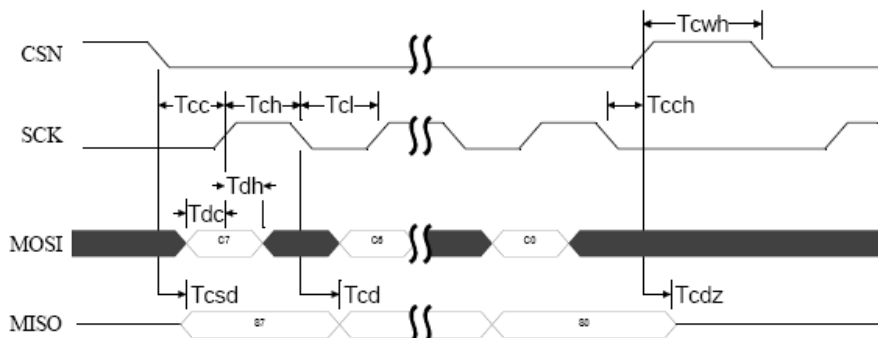 Tcwh
CSN
Tcc Tch Tcl Tcch
SCK
Tdh
Tdc
MOSI C7 C6 C0
Tcsd Tcd Tcdz
MISO S7 S0